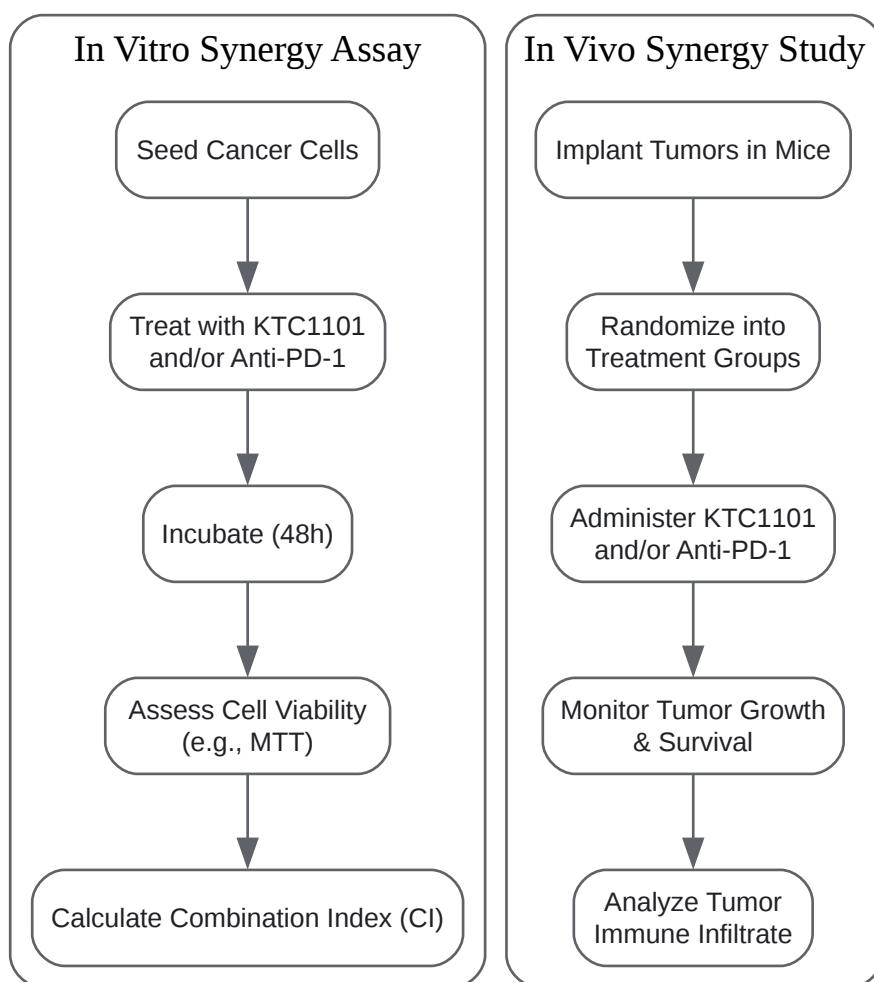 In Vitro Synergy Assay
Seed Cancer Cells
Treat with KTC1101
and/or Anti-PD-1
Incubate (48h)
Assess Cell Viability
(e.g., MTT)
Calculate Combination Index (CI)
In Vivo Synergy Study
Implant Tumors in Mice
Randomize into
Treatment Groups
Administer KTC1101
and/or Anti-PD-1
Monitor Tumor Growth
& Survival
Analyze Tumor
Immune Infiltrate